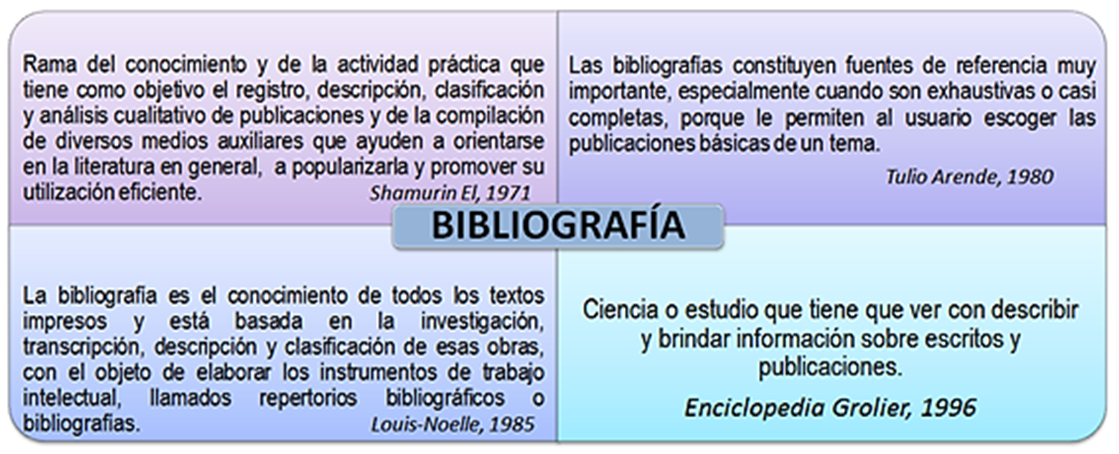 Rama del conocimiento y de la actividad práctica que
tiene como objetivo el registro, descripción, clasificación
y análisis cualitativo de publicaciones y de la compilación
de diversos medios auxiliares que ayuden a orientarse
en la literatura en general, a popularizarla y promover su
utilización eficiente. Shamurin El, 1971
Las bibliografias constituyen fuentes de referencia muy
importante, especialmente cuando son exhaustivas o casi
completas, porque le permiten al usuario escoger las
publicaciones básicas de un tema.
Tulio Arende, 1980
BIBLIOGRAFÍA
La bibliografia es el conocimiento de todos los textos
impresos y está basada en la investigación,
transcripción, descripción y clasificación de esas obras,
con el objeto de elaborar los instrumentos de trabajo
intelectual, llamados repertorios bibliográficos o
bibliografías. Louis-Noelle, 1985
Ciencia o estudio que tiene que ver con describir
y brindar información sobre escritos y
publicaciones.
Enciclopedia Grolier, 1996